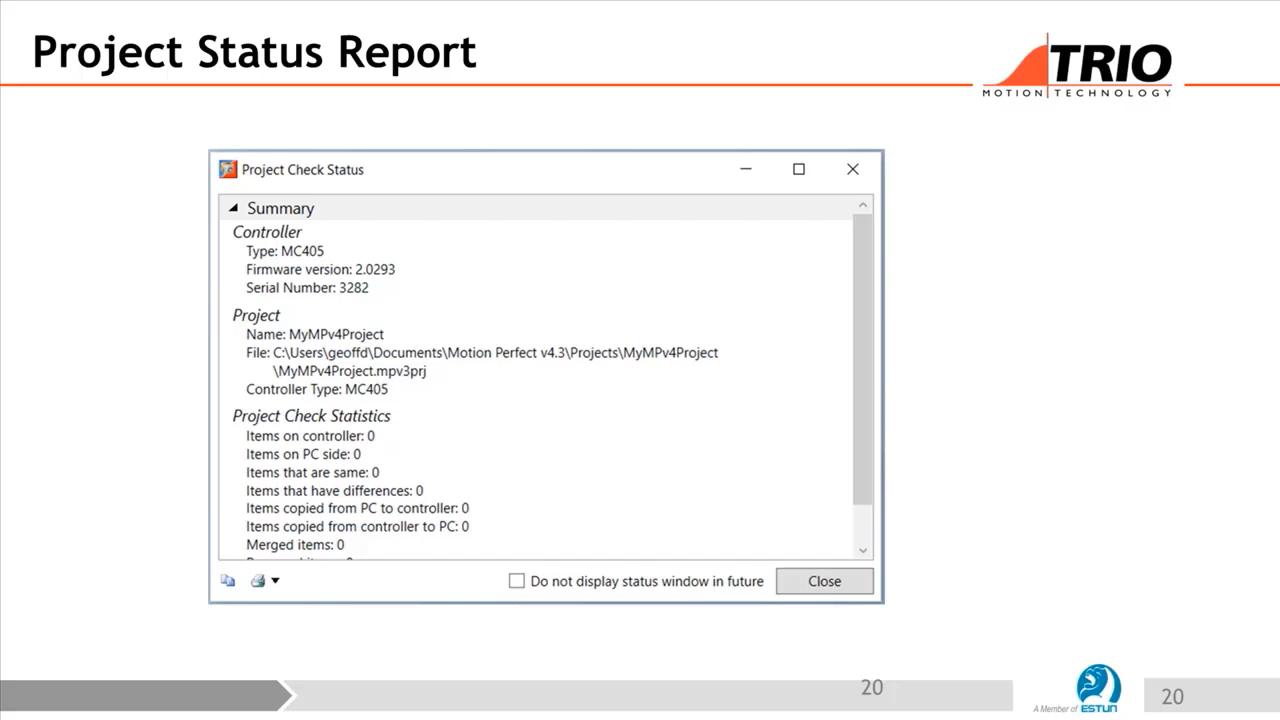 Project Status Report
TRIO
MOTION TECHNOLOGY
Project Check Status
Summary
Controller
Type: MC405
Firmware version: 2.0293
Serial Number: 3282
Project
Name: MyMPv4Project
File: C:\Users\geoffd\Documents\Motion Perfect v4.3\Projects\MyMPv4Project
\MyMPv4Project.mpv3prj
Controller Type: MC405
Project Check Statistics
Items on controller: 0
Items on PC side: 0
Items that are same: 0
Items that have differences: 0
Items copied from PC to controller: 0
Items copied from controller to PC: 0
Merged items: 0
Do not display status window in future
Close
20
A Member of ESTUN
20